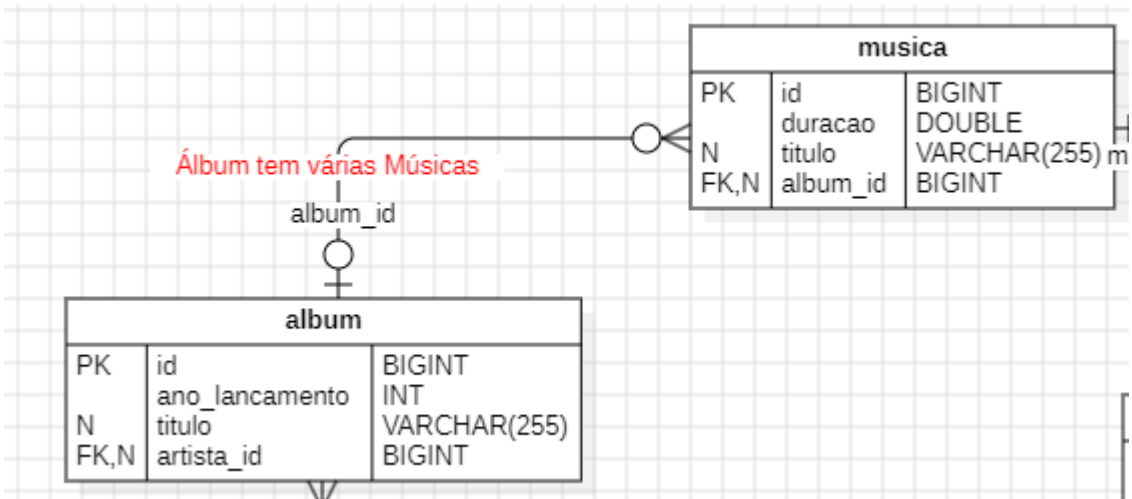 musica
PK id BIGINT
duracao DOUBLE
N titulo VARCHAR(255)
FK,N album_id BIGINT
Álbum tem várias Músicas
album_id
album
PK id BIGINT
ano_lancamento INT
N titulo VARCHAR(255)
FK,N artista_id BIGINT